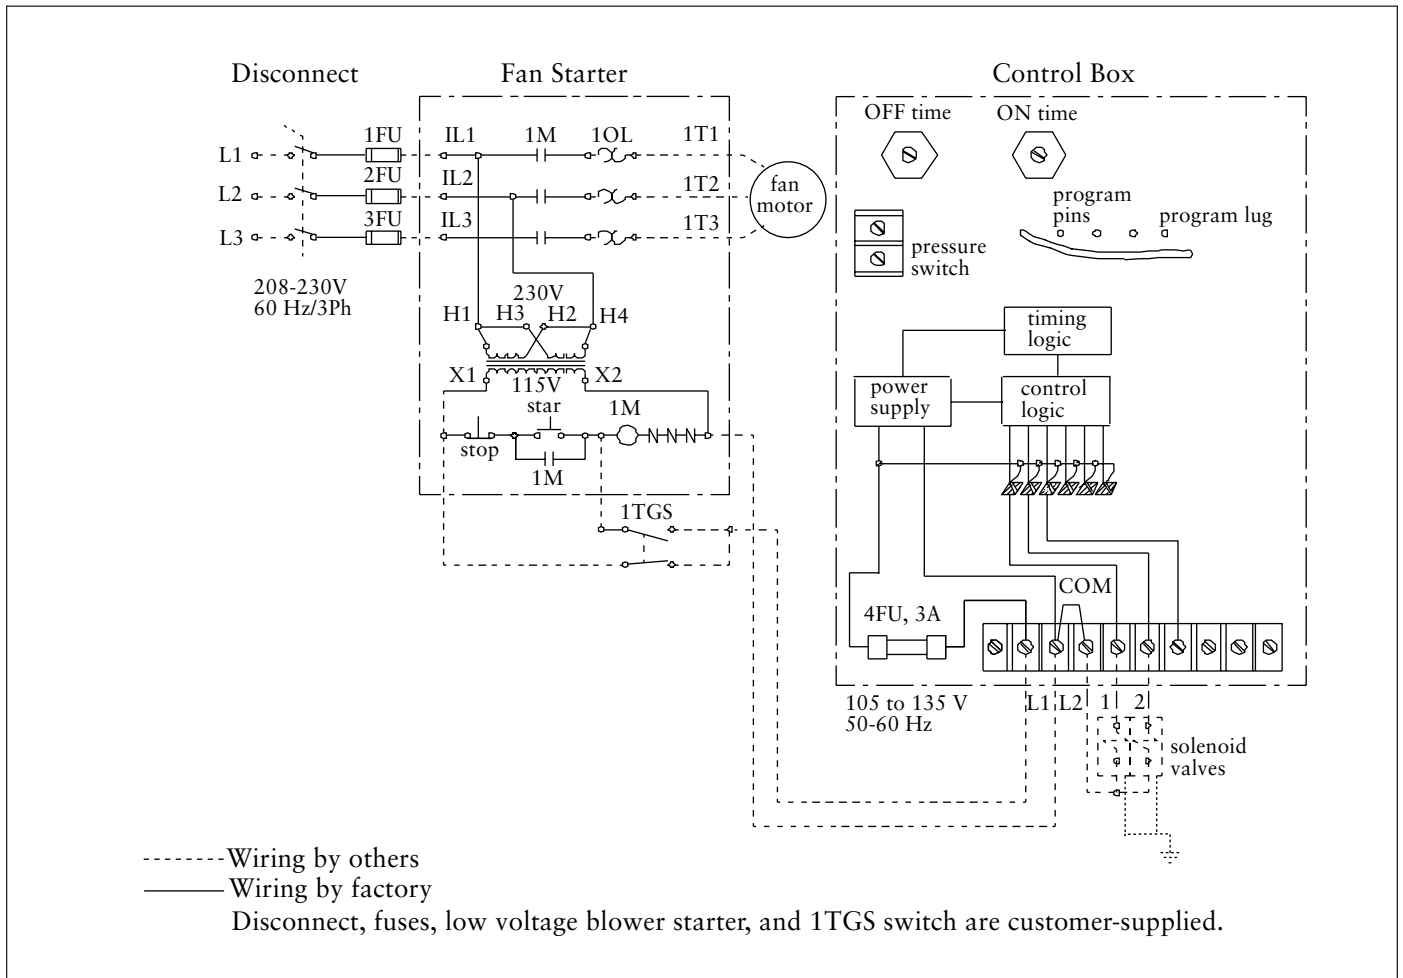 Disconnect
Fan Starter
Control Box
OFF time
ON time
1FU
IL1
1M
1OL
1T1
L1
2FU
IL2
1T2
L2
fan
motor
3FU
IL3
1T3
L3
program
pins
program lug
pressure
switch
208-230V
60 Hz/3Ph
230V
H1
H3
H2
H4
timing
logic
X1
115V
X2
star
1M
power
supply
control
logic
stop
1M
1TGS
COM
4FU, 3A
105 to 135 V
50-60 Hz
L1
L2
1
2
solenoid
valves
Wiring by others
Wiring by factory
Disconnect, fuses, low voltage blower starter, and 1TGS switch are customer-supplied.